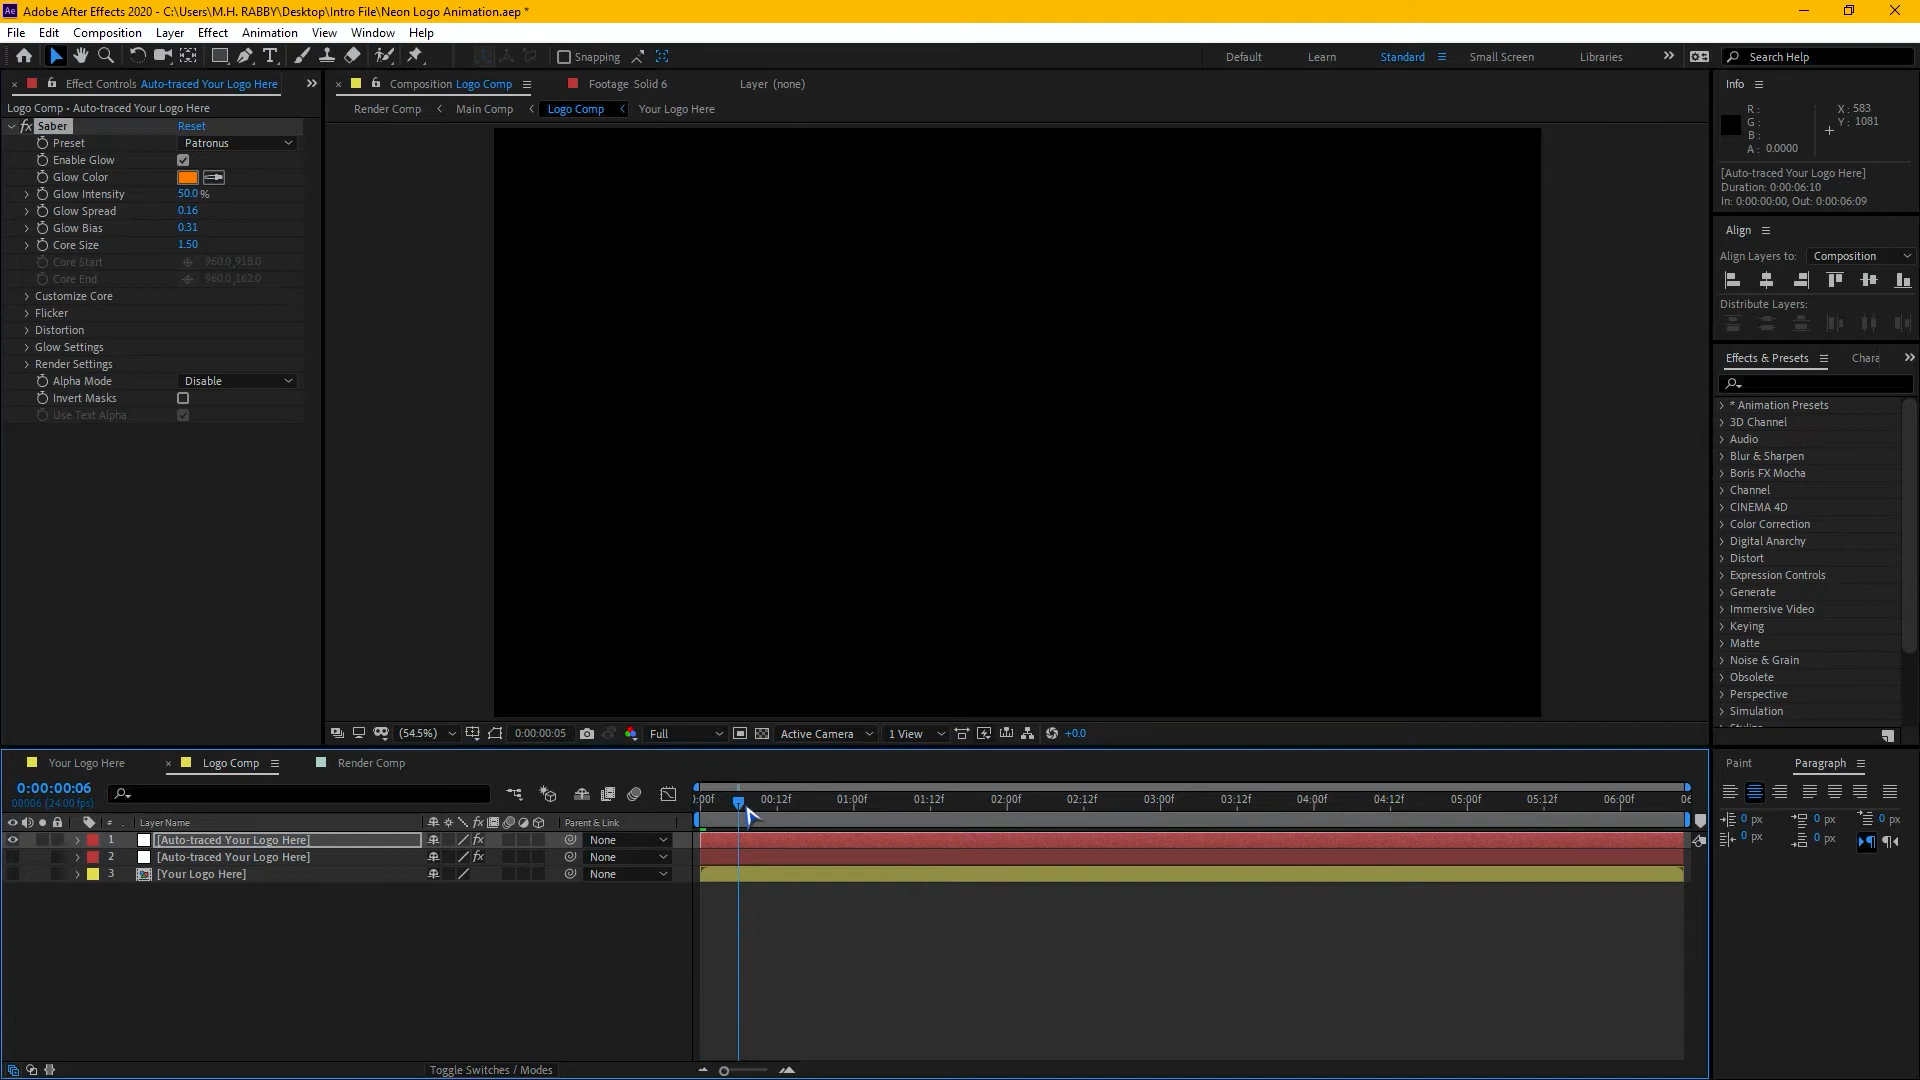 Adobe After Effects 2020 - C:\Users\M.H. RABBY\Desktop\Intro File\Neon Logo Animation.aep *
File Edit Composition Layer Effect Animation View Window Help
Snapping Default Learn Standard Small Screen Libraries Search Help
Effect Controls Auto-traced Your Logo Here
Composition Logo Comp Footage Solid 6 Layer (none)
Logo Comp • Auto-traced Your Logo Here
Render Comp Main Comp Logo Comp Your Logo Here
fx Saber Reset
Preset Patronus
Enable Glow
Glow Color
Glow Intensity 50.0 %
Glow Spread 0.16
Glow Bias 0.31
Core Size 1.50
Core Start 960.0,918.0
Core End 960.0,162.0
Customize Core
Flicker
Distortion
Glow Settings
Render Settings
Alpha Mode Disable
Invert Masks
Use Text Alpha
(54.5%) 0:00:00:05 Full Active Camera 1 View +0.0
Info
R :
G :
B :
A : 0.0000
X : 583
Y : 1081
[Auto-traced Your Logo Here]
Duration: 0:00:06:10
In: 0:00:00:00, Out: 0:00:06:09
Align
Align Layers to: Composition
Distribute Layers:
Effects & Presets Chara
* Animation Presets
3D Channel
Audio
Blur & Sharpen
Boris FX Mocha
Channel
CINEMA 4D
Color Correction
Digital Anarchy
Distort
Expression Controls
Generate
Immersive Video
Keying
Matte
Noise & Grain
Obsolete
Perspective
Simulation
Your Logo Here Logo Comp Render Comp
0:00:00:06
00006 (24.00 fps)
):00f 00:12f 01:00f 01:12f 02:00f 02:12f 03:00f 03:12f 04:00f 04:12f 05:00f 05:12f 06:00f 06
# Layer Name fx Parent & Link
1 [Auto-traced Your Logo Here] fx None
2 [Auto-traced Your Logo Here] fx None
3 [Your Logo Here] None
Toggle Switches / Modes
Paint Paragraph
0 px 0 px 0 px
0 px 0 px